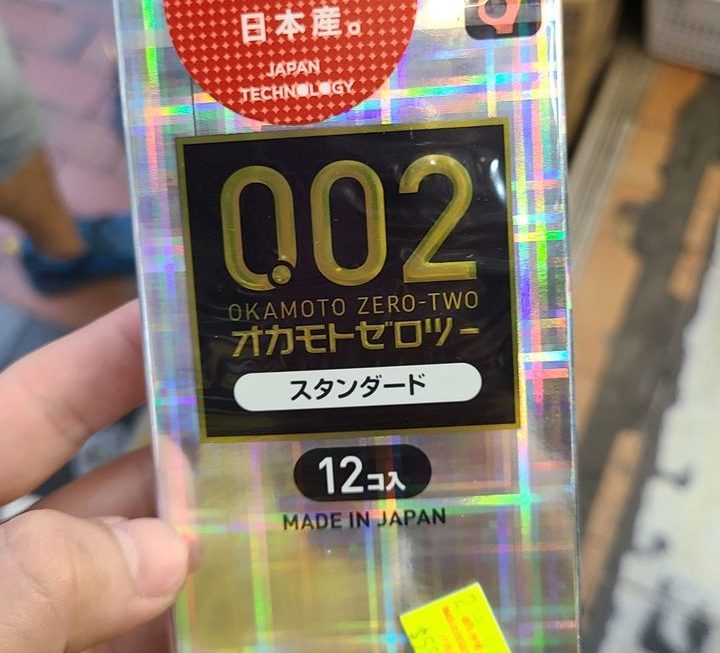 日本産。
JAPAN
TECHNOLOGY
0.02
OKAMOTO ZERO-TWO
オカモトゼロツー
スタンダード
12コ入
MADE IN JAPAN